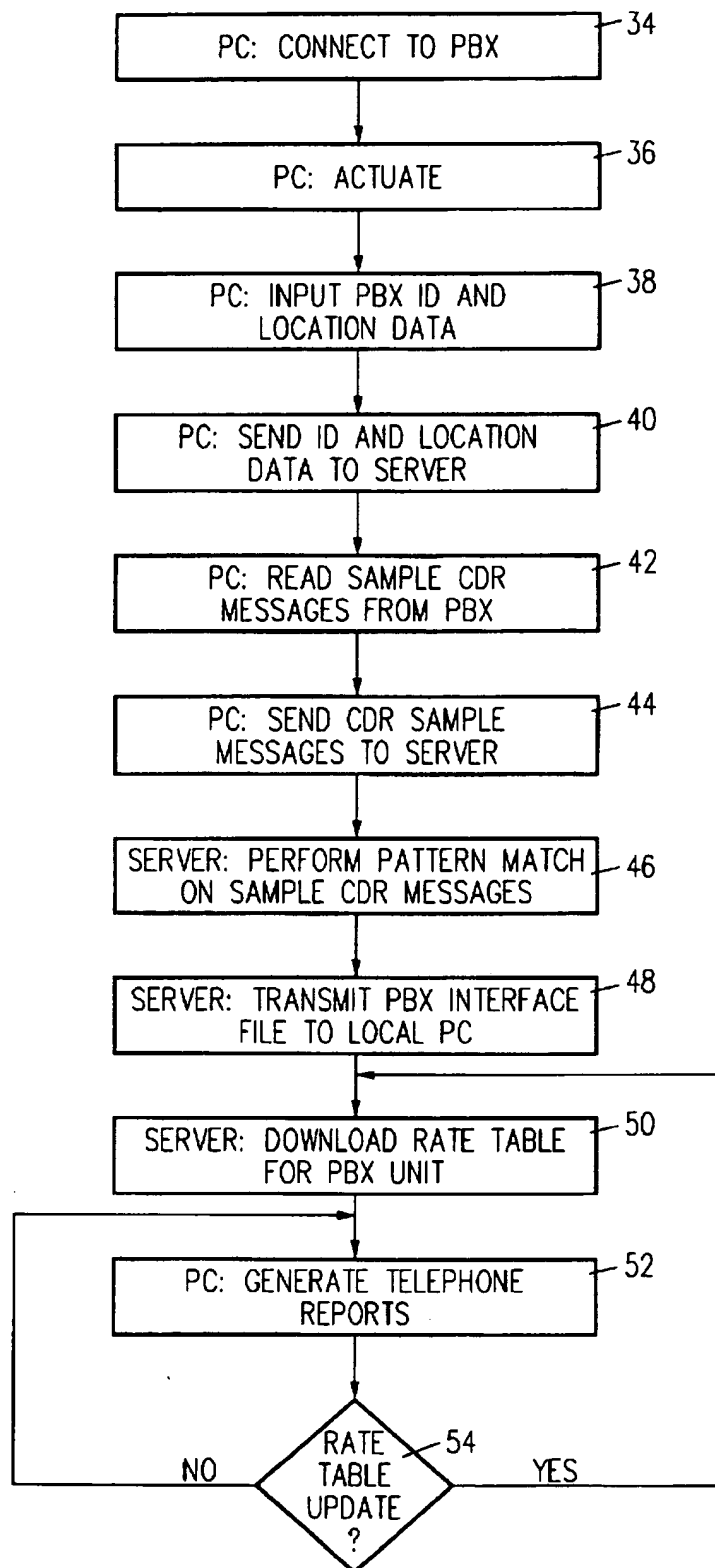 34
PC: CONNECT TO PBX
36
PC: ACTUATE
38
PC: INPUT PBX ID AND
LOCATION DATA
40
PC: SEND ID AND LOCATION
DATA TO SERVER
42
PC: READ SAMPLE CDR
MESSAGES FROM PBX
44
PC: SEND CDR SAMPLE
MESSAGES TO SERVER
SERVER: PERFORM PATTERN MATCH
ON SAMPLE CDR MESSAGES
46
48
SERVER: TRANSMIT PBX INTERFACE
FILE TO LOCAL PC
50
SERVER: DOWNLOAD RATE TABLE
FOR PBX UNIT
52
PC: GENERATE TELEPHONE
REPORTS
54
RATE
TABLE
UPDATE
?
NO
YES